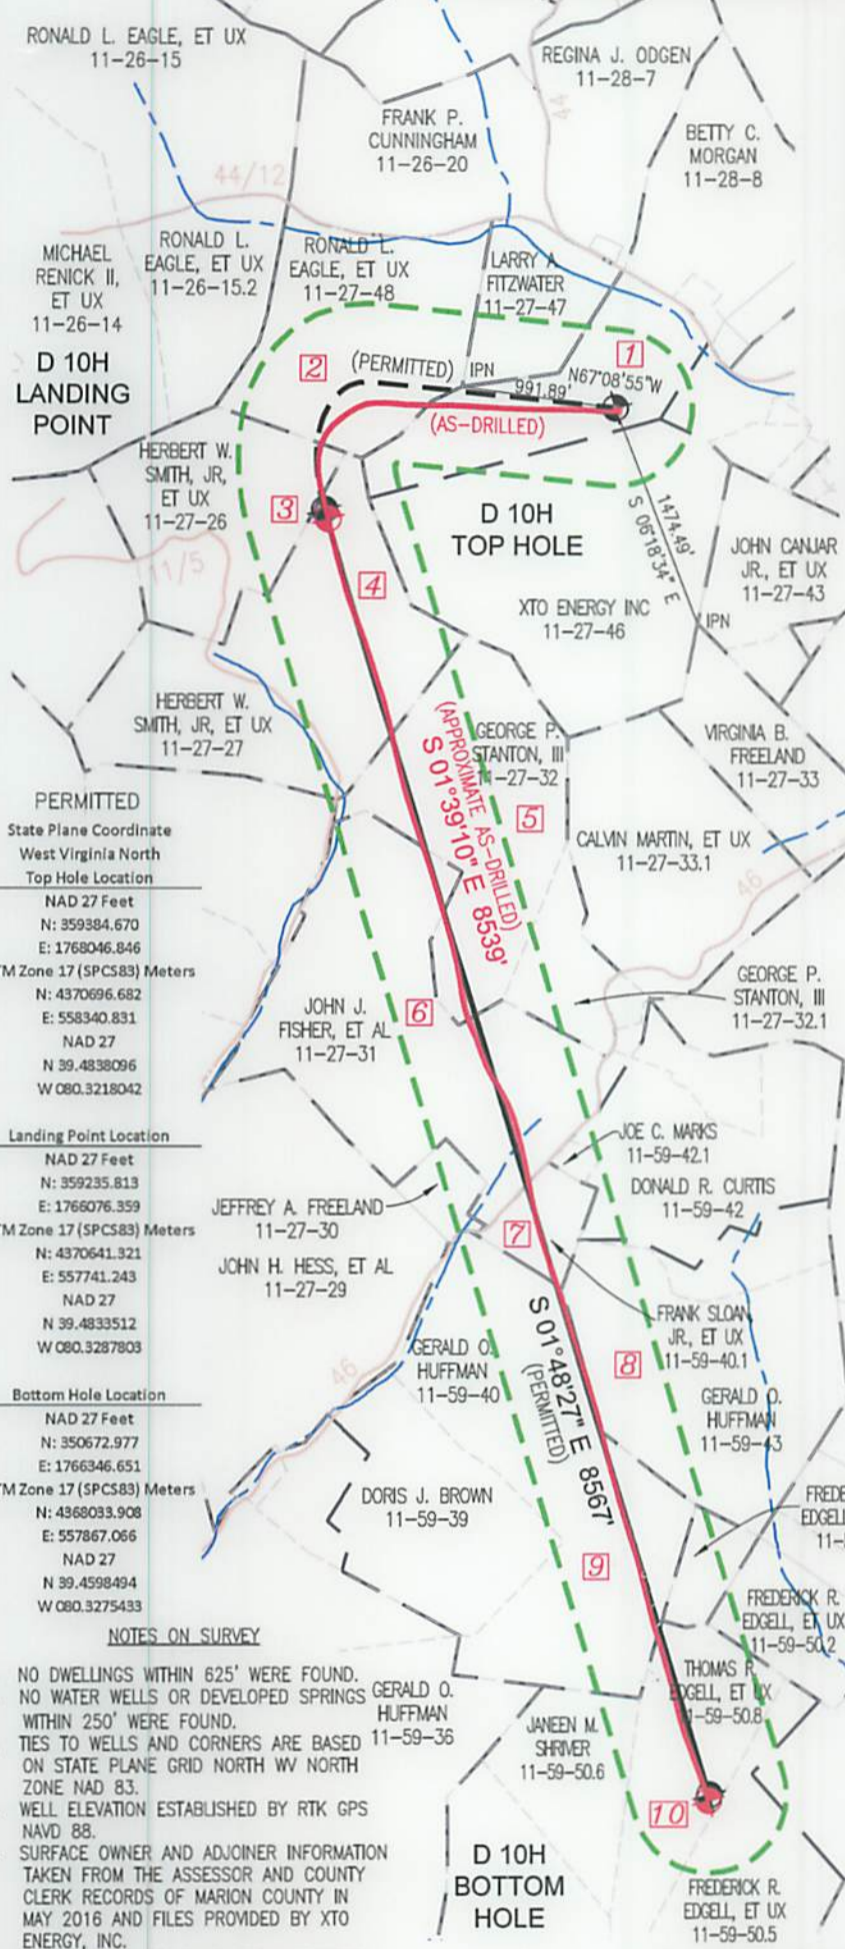 RONALD L. EAGLE, ET UX
11-26-15
REGINA J. ODGEN
11-28-7
44
FRANK P.
CUNNINGHAM
11-26-20
BETTY C.
MORGAN
11-28-8
44/12
MICHAEL
RENICK II,
ET UX
11-26-14
RONALD L.
EAGLE, ET UX
11-26-15.2
RONALD L.
EAGLE, ET UX
11-27-48
LARRY A
FITZWATER
11-27-47
D 10H
LANDING
POINT
1
2
(PERMITTED)
IPN
991.89'
N67°08'55"W
(AS-DRILLED)
HERBERT W.
SMITH, JR,
ET UX
11-27-26
3
D 10H
TOP HOLE
1474.49'
S 06°18'34" E
JOHN CANJAR
JR., ET UX
11-27-43
11/5
4
XTO ENERGY INC
11-27-46
IPN
HERBERT W.
SMITH, JR, ET UX
11-27-27
GEORGE P.
STANTON, III
11-27-32
VIRGINIA B.
FREELAND
11-27-33
(APPROXIMATE AS-DRILLED)
S 01°39'10" E 8539'
5
CALVIN MARTIN, ET UX
11-27-33.1
46
PERMITTED
State Plane Coordinate
West Virginia North
Top Hole Location
NAD 27 Feet
N: 359384.670
E: 1768046.846
M Zone 17 (SPCS83) Meters
N: 4370696.682
E: 558340.831
NAD 27
N 39.4838096
W 080.3218042
GEORGE P.
STANTON, III
11-27-32.1
6
JOHN J.
FISHER, ET AL
11-27-31
Landing Point Location
NAD 27 Feet
N: 359235.813
E: 1766076.359
M Zone 17 (SPCS83) Meters
N: 4370641.321
E: 557741.243
NAD 27
N 39.4833512
W 080.3287803
JOE C. MARKS
11-59-42.1
DONALD R. CURTIS
11-59-42
JEFFREY A. FREELAND
11-27-30
7
JOHN H. HESS, ET AL
11-27-29
FRANK SLOAN
JR., ET UX
11-59-40.1
S 01°48'27" E 8567'
(PERMITTED)
46
GERALD O.
HUFFMAN
11-59-40
8
GERALD O.
HUFFMAN
11-59-43
Bottom Hole Location
NAD 27 Feet
N: 350672.977
E: 1766346.651
M Zone 17 (SPCS83) Meters
N: 4368033.908
E: 557867.066
NAD 27
N 39.4598494
W 080.3275433
DORIS J. BROWN
11-59-39
FREDE
EDGELL
11-
9
FREDERICK R.
EDGELL, ET UX
11-59-50.2
NOTES ON SURVEY
NO DWELLINGS WITHIN 625' WERE FOUND.
NO WATER WELLS OR DEVELOPED SPRINGS
WITHIN 250' WERE FOUND.
TIES TO WELLS AND CORNERS ARE BASED
ON STATE PLANE GRID NORTH WV NORTH
ZONE NAD 83.
WELL ELEVATION ESTABLISHED BY RTK GPS
NAVD 88.
SURFACE OWNER AND ADJOINER INFORMATION
TAKEN FROM THE ASSESSOR AND COUNTY
CLERK RECORDS OF MARION COUNTY IN
MAY 2016 AND FILES PROVIDED BY XTO
ENERGY, INC.
GERALD O.
HUFFMAN
11-59-36
THOMAS R.
EDGELL, ET UX
11-59-50.8
JANEEN M.
SHRIVER
11-59-50.6
10
D 10H
BOTTOM
HOLE
FREDERICK R.
EDGELL, ET UX
11-59-50.5